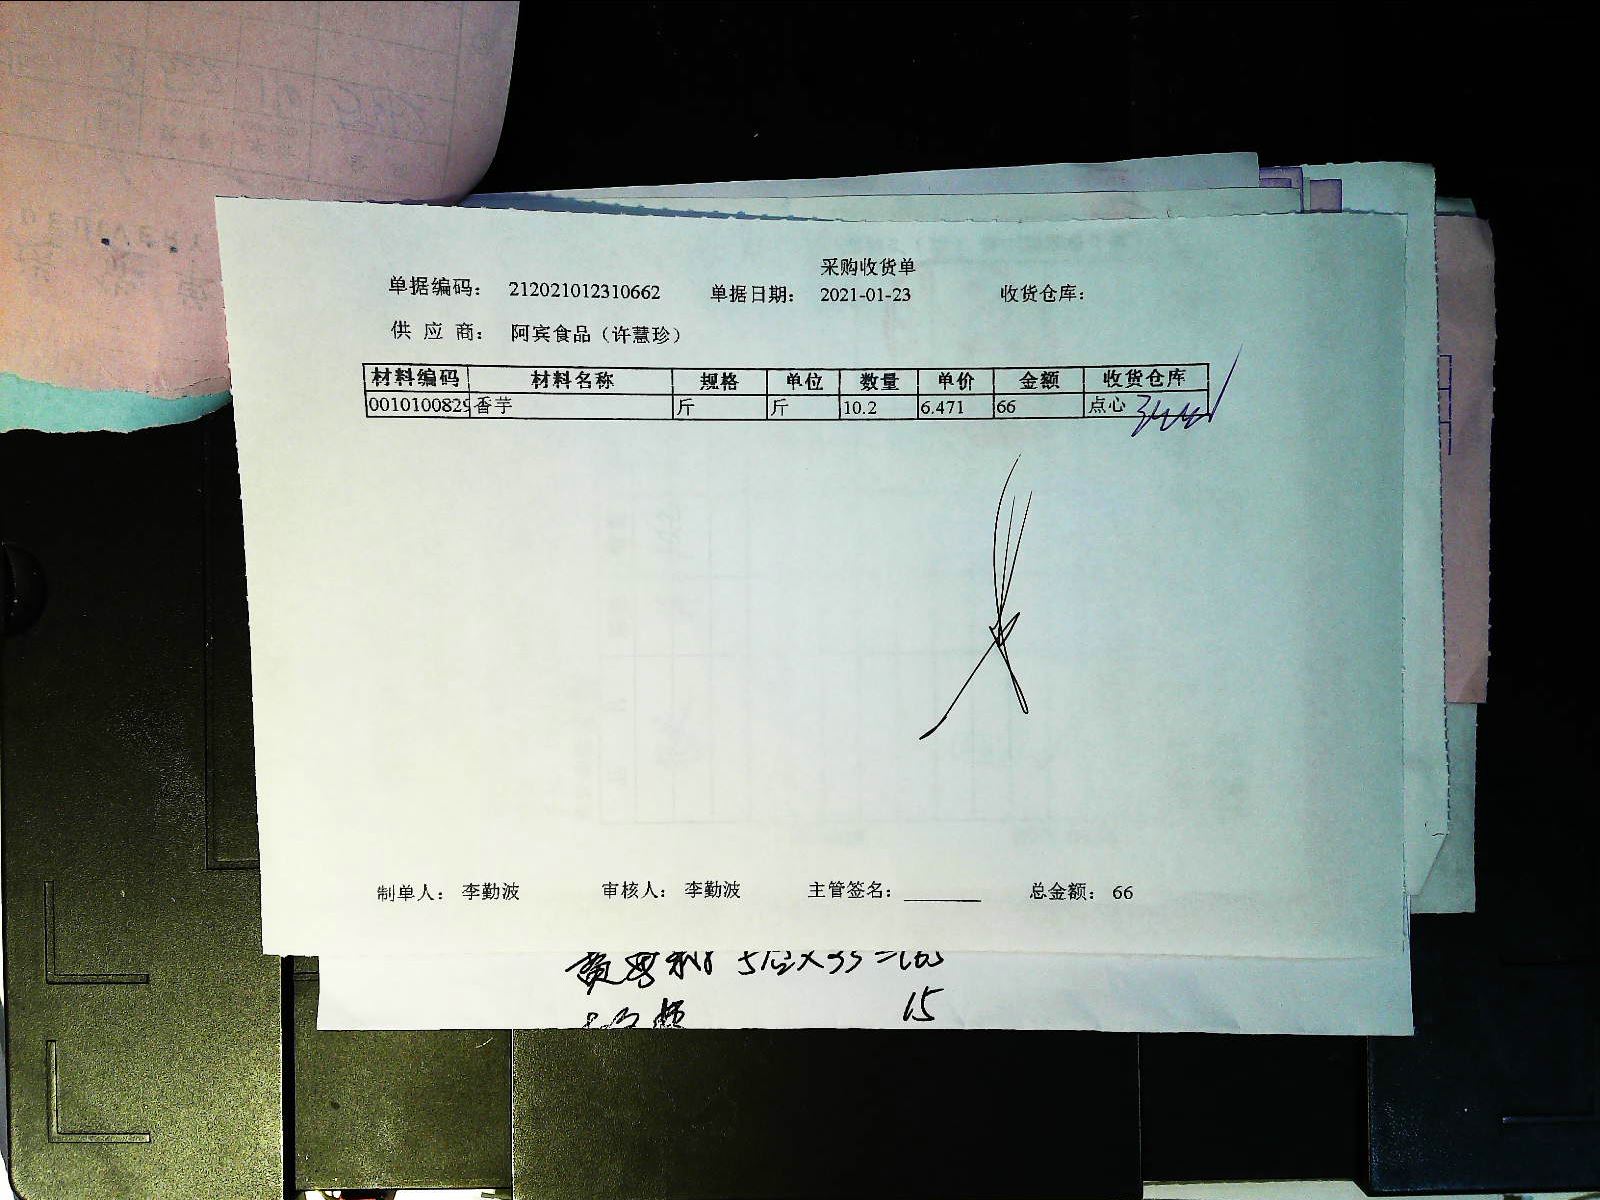 采购收货单
单据编码： 212021012310662 单据日期： 2021-01-23 收货仓库：
供 应 商： 阿宾食品（许慧珍）
材料编码 材料名称 规格 单位 数量 单价 金额 收货仓库
0010100829 香芋 斤 斤 10.2 6.471 66 点心
制单人： 李勤波 审核人： 李勤波 主管签名： 总金额： 66
15